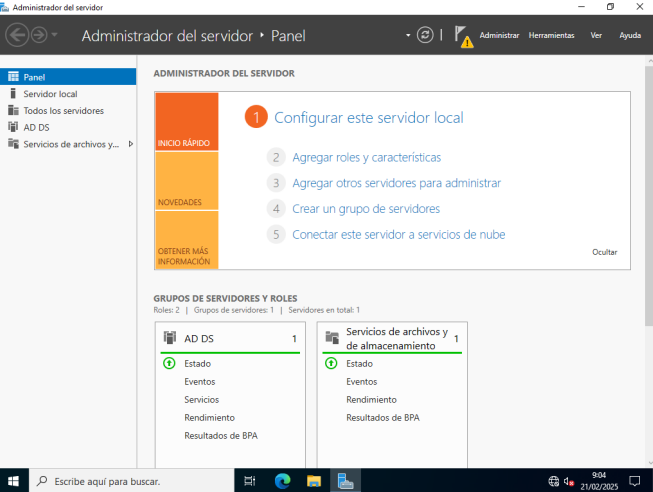 Administrador del servidor
Administrador del servidor • Panel
Administrar Herramientas Ver Ayuda
Panel
Servidor local
Todos los servidores
AD DS
Servicios de archivos y...
ADMINISTRADOR DEL SERVIDOR
INICIO RÁPIDO
NOVEDADES
OBTENER MÁS
INFORMACIÓN
1 Configurar este servidor local
2 Agregar roles y características
3 Agregar otros servidores para administrar
4 Crear un grupo de servidores
5 Conectar este servidor a servicios de nube
Ocultar
GRUPOS DE SERVIDORES Y ROLES
Roles: 2 | Grupos de servidores: 1 | Servidores en total: 1
AD DS 1
Estado
Eventos
Servicios
Rendimiento
Resultados de BPA
Servicios de archivos y
de almacenamiento 1
Estado
Eventos
Rendimiento
Resultados de BPA
Escribe aquí para buscar.
9:04
21/02/2025